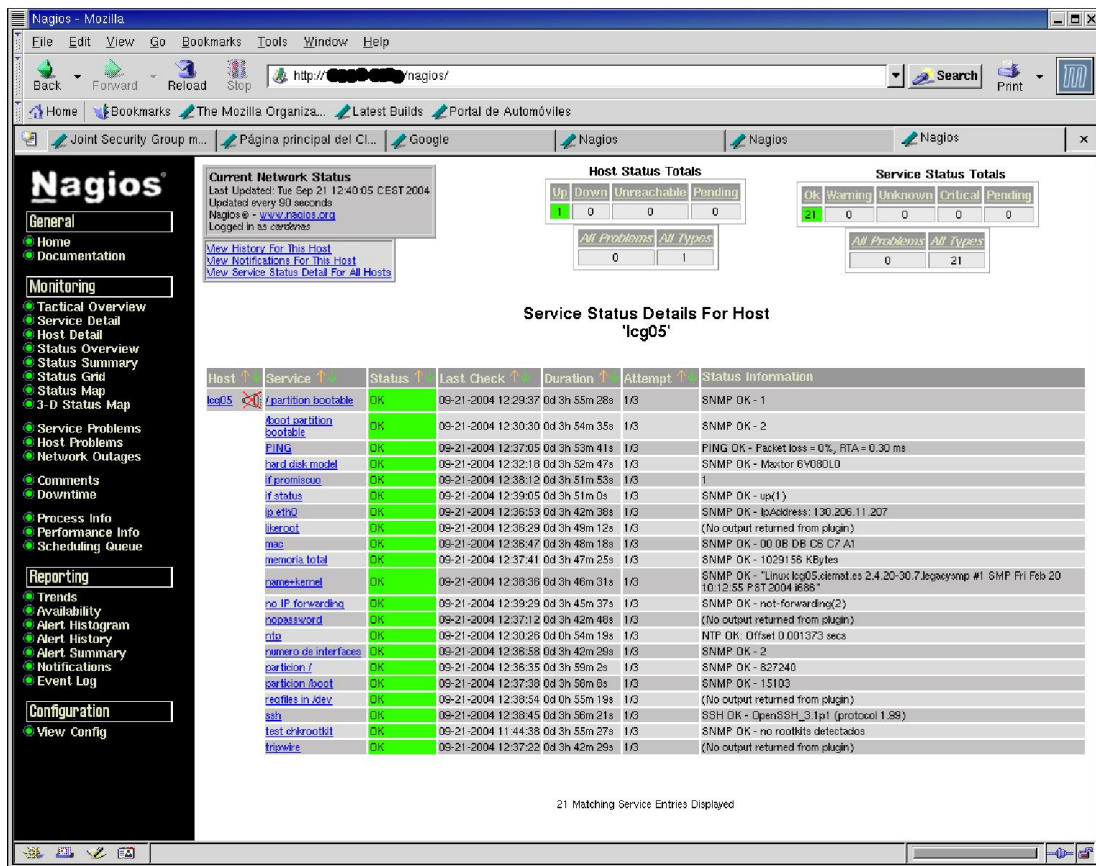 Nagios - Mozilla
File Edit View Go Bookmarks Tools Window Help
Back Forward Reload Stop http:// /nagios/ Search Print
Home Bookmarks The Mozilla Organiza... Latest Builds Portal de Automóviles
Joint Security Group m... Página principal del CI... Google Nagios Nagios Nagios
Nagios
General
Home
Documentation
Monitoring
Tactical Overview
Service Detail
Host Detail
Status Overview
Status Summary
Status Grid
Status Map
3-D Status Map
Service Problems
Host Problems
Network Outages
Comments
Downtime
Process Info
Performance Info
Scheduling Queue
Reporting
Trends
Availability
Alert Histogram
Alert History
Alert Summary
Notifications
Event Log
Configuration
View Config
Current Network Status
Last Updated: Tue Sep 21 12:40:05 CEST 2004
Updated every 90 seconds
Nagios® - www.nagios.org
Logged in as cardenas
View History For This Host
View Notifications For This Host
View Service Status Detail For All Hosts
Host Status Totals
Up Down Unreachable Pending
1 0 0 0
All Problems All Types
0 1
Service Status Totals
Ok Warning Unknown Critical Pending
21 0 0 0 0
All Problems All Types
0 21
Service Status Details For Host
'lcg05'
Host Service Status Last Check Duration Attempt Status Information
lcg05 / partition bootable OK 09-21-2004 12:29:37 0d 3h 55m 28s 1/3 SNMP OK - 1
/boot partition bootable OK 09-21-2004 12:30:30 0d 3h 54m 35s 1/3 SNMP OK - 2
PING OK 09-21-2004 12:37:05 0d 3h 53m 41s 1/3 PING OK - Packet loss = 0%, RTA = 0.30 ms
hard disk model OK 09-21-2004 12:32:18 0d 3h 52m 47s 1/3 SNMP OK - Maxtor 6Y080L0
if promiscuo OK 09-21-2004 12:38:12 0d 3h 51m 53s 1/3 1
if status OK 09-21-2004 12:39:05 0d 3h 51m 0s 1/3 SNMP OK - up(1)
ip eth0 OK 09-21-2004 12:36:53 0d 3h 42m 38s 1/3 SNMP OK - IpAddress: 130.206.11.207
likeroot OK 09-21-2004 12:36:29 0d 3h 49m 12s 1/3 (No output returned from plugin)
mac OK 09-21-2004 12:36:47 0d 3h 48m 18s 1/3 SNMP OK - 00 0B DB C6 C7 A1
memoria total OK 09-21-2004 12:37:41 0d 3h 47m 25s 1/3 SNMP OK - 1029156 KBytes
name+kernel OK 09-21-2004 12:38:36 0d 3h 46m 31s 1/3 SNMP OK - "Linux lcg05.ciemat.es 2.4.20-30.7.legacysmp #1 SMP Fri Feb 20 10:12:55 PST 2004 i686"
no IP forwarding OK 09-21-2004 12:39:29 0d 3h 45m 37s 1/3 SNMP OK - not-forwarding(2)
nopassword OK 09-21-2004 12:37:12 0d 3h 42m 48s 1/3 (No output returned from plugin)
ntp OK 09-21-2004 12:30:26 0d 0h 54m 19s 1/3 NTP OK: Offset 0.001373 secs
numero de interfaces OK 09-21-2004 12:36:58 0d 3h 42m 29s 1/3 SNMP OK - 2
particion / OK 09-21-2004 12:36:35 0d 3h 59m 2s 1/3 SNMP OK - 827240
particion /boot OK 09-21-2004 12:37:38 0d 3h 58m 8s 1/3 SNMP OK - 15103
regfiles in /dev OK 09-21-2004 12:38:54 0d 0h 55m 19s 1/3 (No output returned from plugin)
ssh OK 09-21-2004 12:38:45 0d 3h 56m 21s 1/3 SSH OK - OpenSSH_3.1p1 (protocol 1.99)
test chkrootkit OK 09-21-2004 11:44:38 0d 3h 55m 27s 1/3 SNMP OK - no rootkits detectados
tripwire OK 09-21-2004 12:37:22 0d 3h 42m 29s 1/3 (No output returned from plugin)
21 Matching Service Entries Displayed